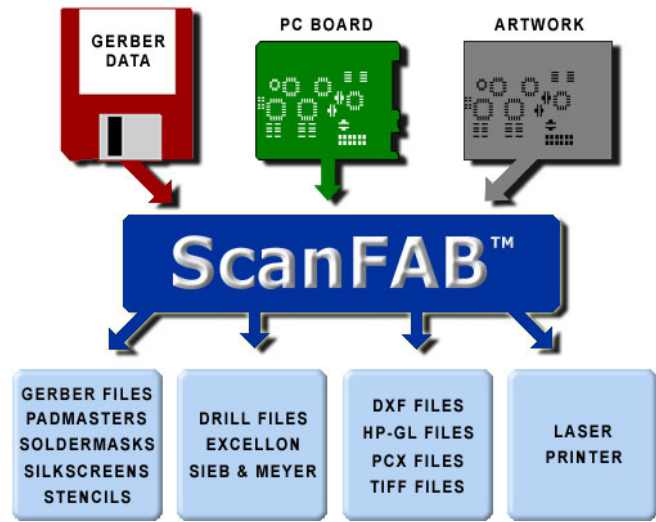 GERBER
DATA
PC BOARD
ARTWORK
ScanFAB™
GERBER FILES
PADMASTERS
SOLDERMASKS
SILKSCREENS
STENCILS
DRILL FILES
EXCELLON
SIEB & MEYER
DXF FILES
HP-GL FILES
PCX FILES
TIFF FILES
LASER
PRINTER